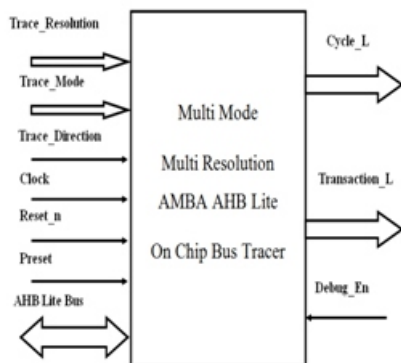 Trace_Resolution
Trace_Mode
Trace_Direction
Clock
Reset_n
Preset
AHB Lite Bus
Multi Mode
Multi Resolution
AMBA AHB Lite
On Chip Bus Tracer
Cycle_L
Transaction_L
Debug_En